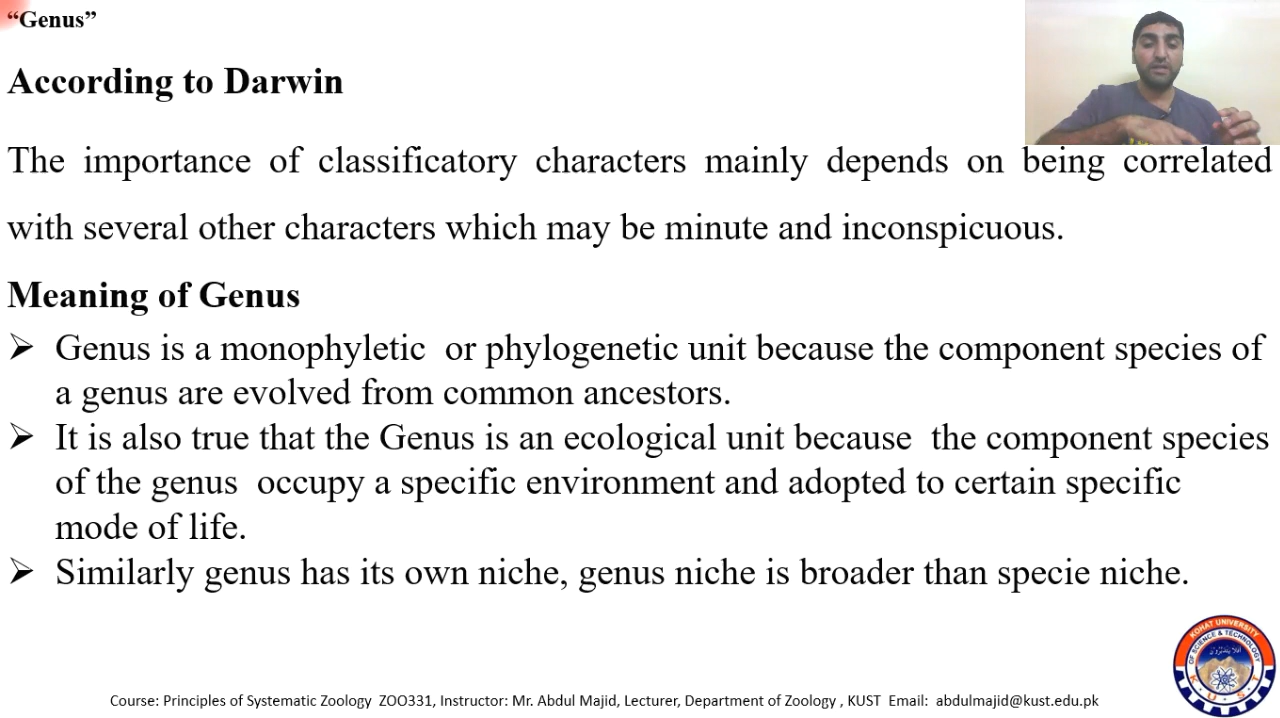 “Genus”
According to Darwin
The importance of classificatory characters mainly depends on being correlated
with several other characters which may be minute and inconspicuous.
Meaning of Genus
➢ Genus is a monophyletic or phylogenetic unit because the component species of
a genus are evolved from common ancestors.
➢ It is also true that the Genus is an ecological unit because the component species
of the genus occupy a specific environment and adopted to certain specific
mode of life.
➢ Similarly genus has its own niche, genus niche is broader than specie niche.
KOHAT UNIVERSITY
OF SCIENCE & TECHNOLOGY
K U S T
Course: Principles of Systematic Zoology ZOO331, Instructor: Mr. Abdul Majid, Lecturer, Department of Zoology , KUST Email: abdulmajid@kust.edu.pk